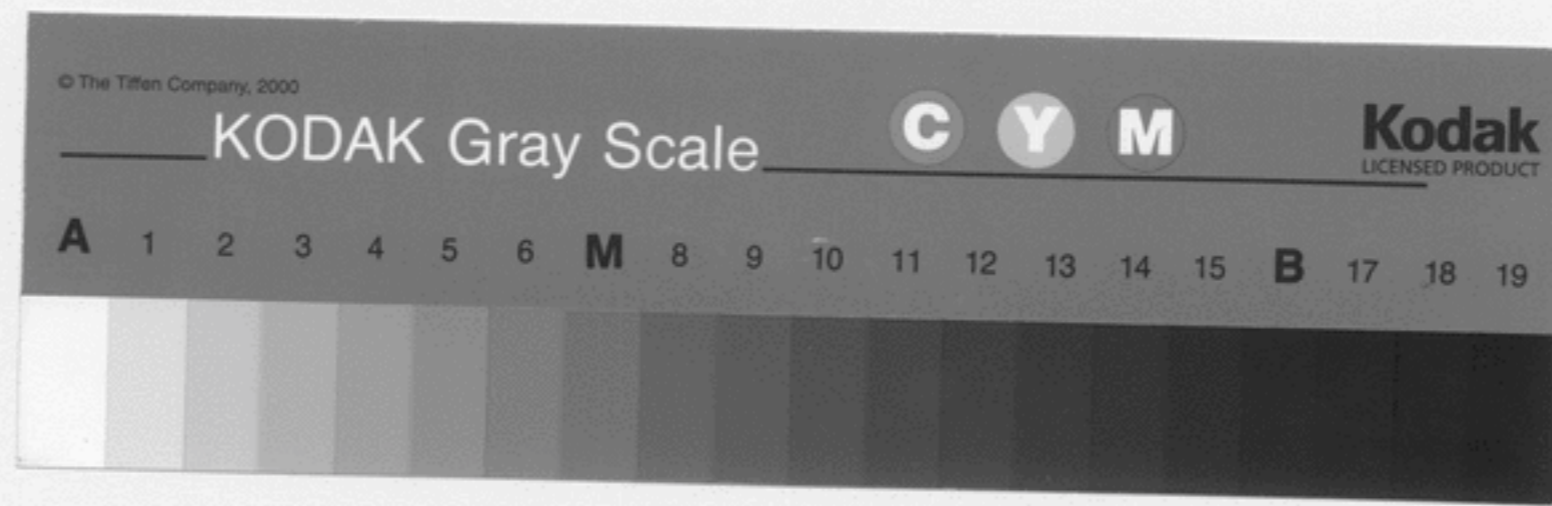 © The Tiffen Company, 2000
KODAK Gray Scale
C Y M
Kodak
LICENSED PRODUCT
A 1 2 3 4 5 6 M 8 9 10 11 12 13 14 15 B 17 18 19